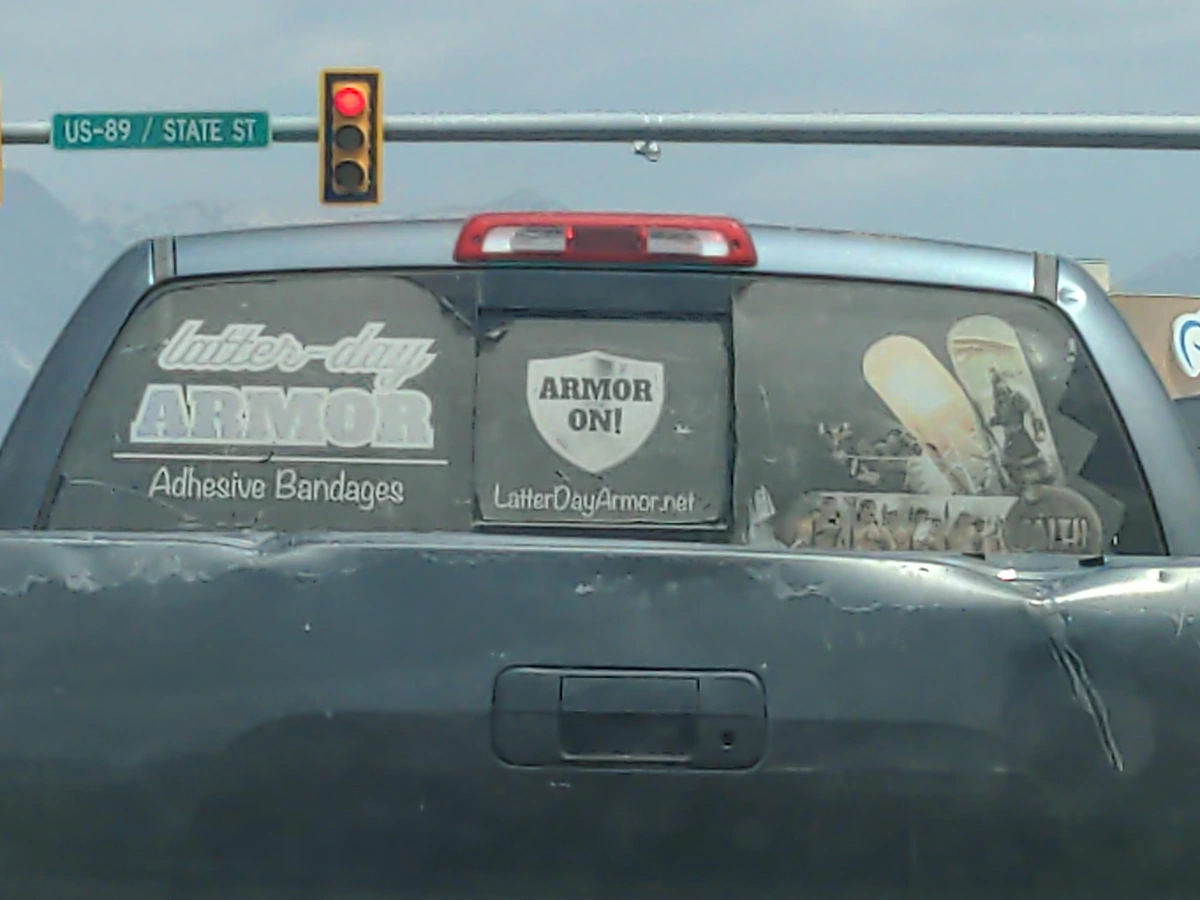 US-89 / STATE ST
latter-day
ARMOR
Adhesive Bandages
ARMOR
ON!
LatterDayArmor.net